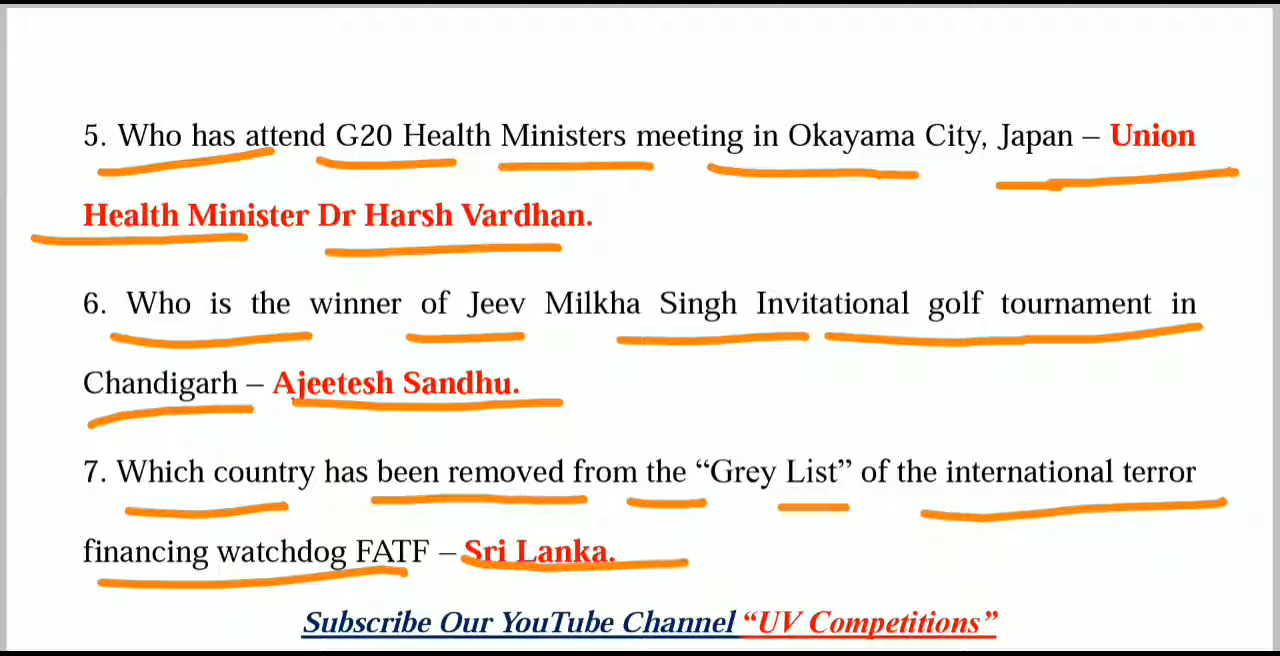 5. Who has attend G20 Health Ministers meeting in Okayama City, Japan – Union
Health Minister Dr Harsh Vardhan.
6. Who is the winner of Jeev Milkha Singh Invitational golf tournament in
Chandigarh – Ajeetesh Sandhu.
7. Which country has been removed from the “Grey List” of the international terror
financing watchdog FATF – Sri Lanka.
Subscribe Our YouTube Channel “UV Competitions”